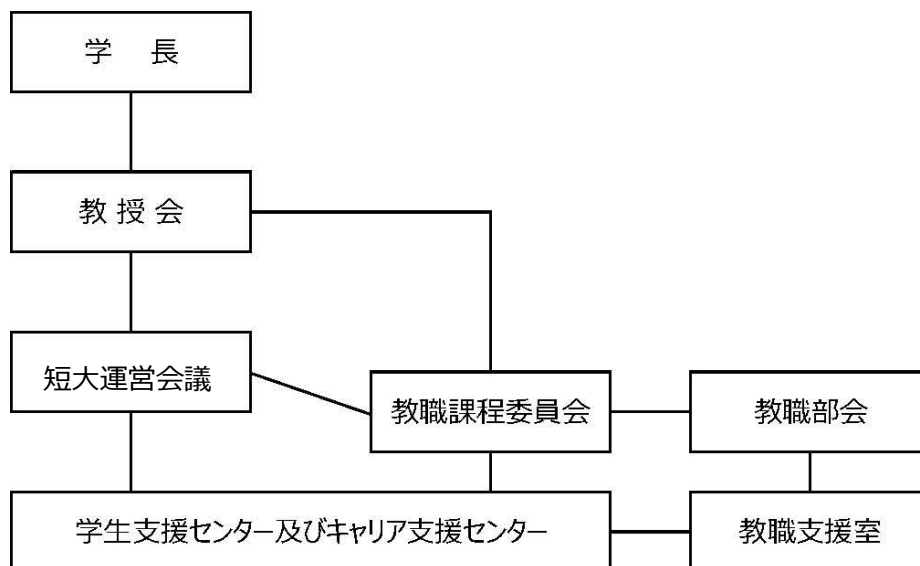 学　長
教 授 会
短大運営会議
教職課程委員会
教職部会
学生支援センター及びキャリア支援センター
教職支援室